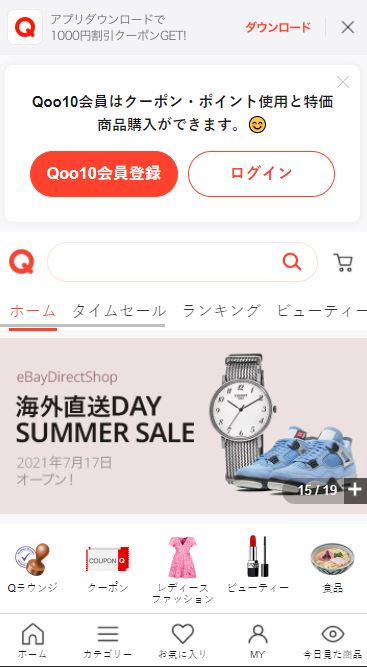 アプリダウンロードで
1000円割引クーポンGET!
ダウンロード
Qoo10会員はクーポン・ポイント使用と特価
商品購入ができます。😊
Qoo10会員登録
ログイン
ホーム タイムセール ランキング ビューティー
eBayDirectShop
海外直送DAY
SUMMER SALE
2021年7月17日
オープン!
15 / 19 +
COUPON Q
Qラウンジ クーポン レディース ビューティー 食品
ファッション
ホーム カテゴリー お気に入り MY 今日見た商品